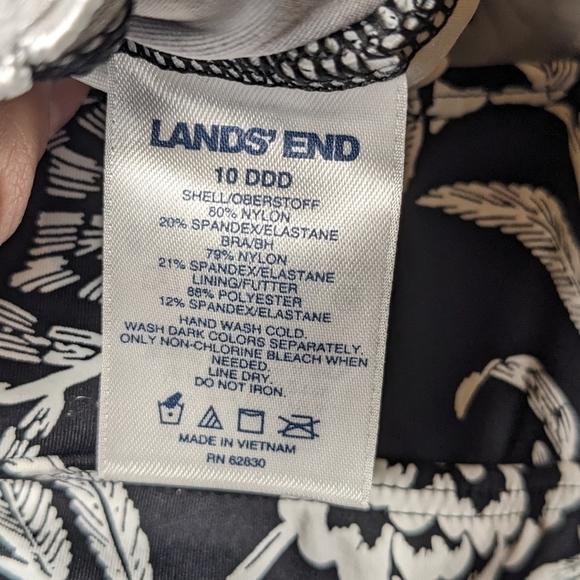 LANDS' END
10 DDD
SHELL/OBERSTOFF
80% NYLON
20% SPANDEX/ELASTANE
BRA/BH
79% NYLON
21% SPANDEX/ELASTANE
LINING/FUTTER
88% POLYESTER
12% SPANDEX/ELASTANE
HAND WASH COLD.
WASH DARK COLORS SEPARATELY.
ONLY NON-CHLORINE BLEACH WHEN
NEEDED.
LINE DRY.
DO NOT IRON.
MADE IN VIETNAM
RN 62830